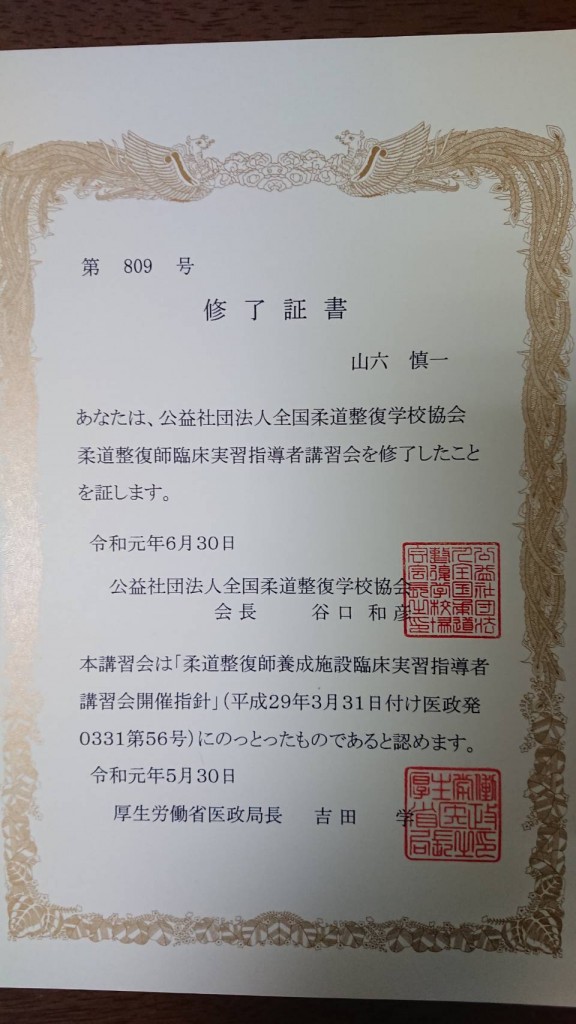 第 809 号
修了証書
山六 慎一
あなたは、公益社団法人全国柔道整復学校協会
柔道整復師臨床実習指導者講習会を修了したこと
を証します。
令和元年6月30日
公益社団法人全国柔道整復学校協会
会長 谷口和彦
本講習会は「柔道整復師養成施設臨床実習指導者
講習会開催指針」(平成29年3月31日付け医政発
0331第56号)にのっとったものであると認めます。
令和元年5月30日
厚生労働省医政局長 吉田 学